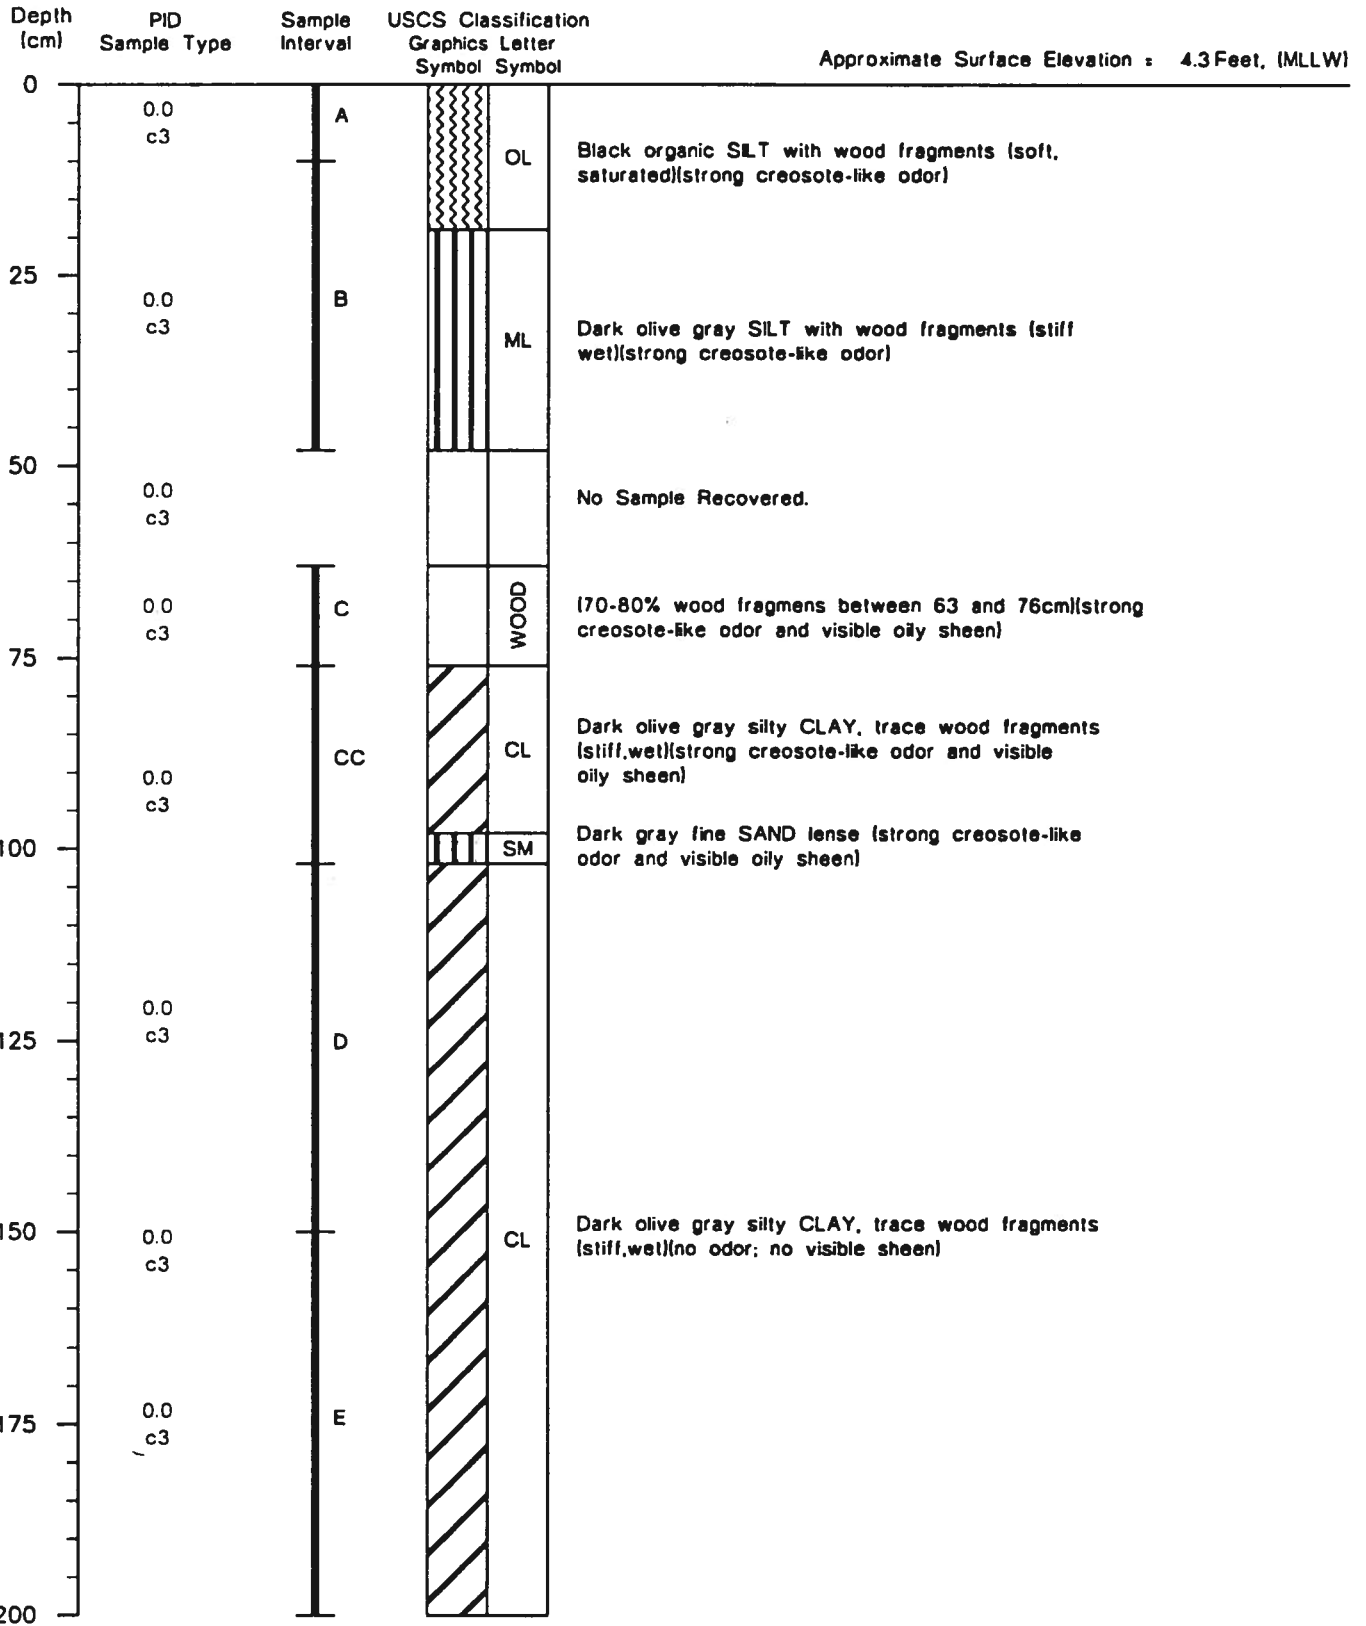 Depth
(cm)
PID
Sample Type
Sample
Interval
USCS Classification
Graphics Letter
Symbol Symbol
Approximate Surface Elevation = 4.3 Feet, (MLLW)
0
0.0
c3
A
OL
Black organic SILT with wood fragments (soft,
saturated)(strong creosote-like odor)
25
0.0
c3
B
ML
Dark olive gray SILT with wood fragments (stiff
wet)(strong creosote-like odor)
50
0.0
c3
No Sample Recovered.
0.0
c3
C
WOOD
(70-80% wood fragmens between 63 and 76cm)(strong
creosote-like odor and visible oily sheen)
75
0.0
c3
CC
CL
Dark olive gray silty CLAY, trace wood fragments
(stiff,wet)(strong creosote-like odor and visible
oily sheen)
100
SM
Dark gray fine SAND lense (strong creosote-like
odor and visible oily sheen)
0.0
c3
125
D
150
0.0
c3
CL
Dark olive gray silty CLAY, trace wood fragments
(stiff,wet)(no odor; no visible sheen)
0.0
c3
175
E
200